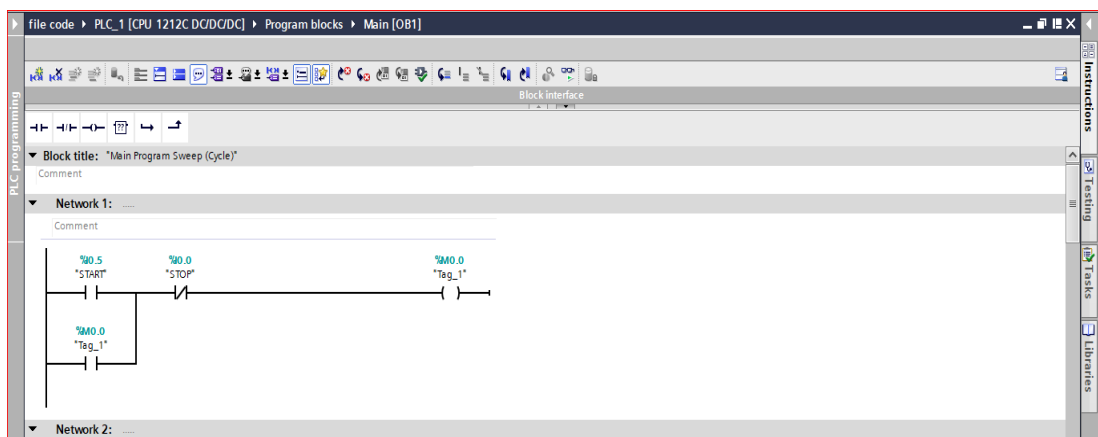 file code ▸ PLC_1 [CPU 1212C DC/DC/DC] ▸ Program blocks ▸ Main [OB1]
Block interface
Block title: "Main Program Sweep (Cycle)"
Comment
Network 1: .....
Comment
%I0.5 %I0.0 %M0.0
"START" "STOP" "Tag_1"
%M0.0
"Tag_1"
Network 2: .....
PLC programming
Instructions
Testing
Tasks
Libraries